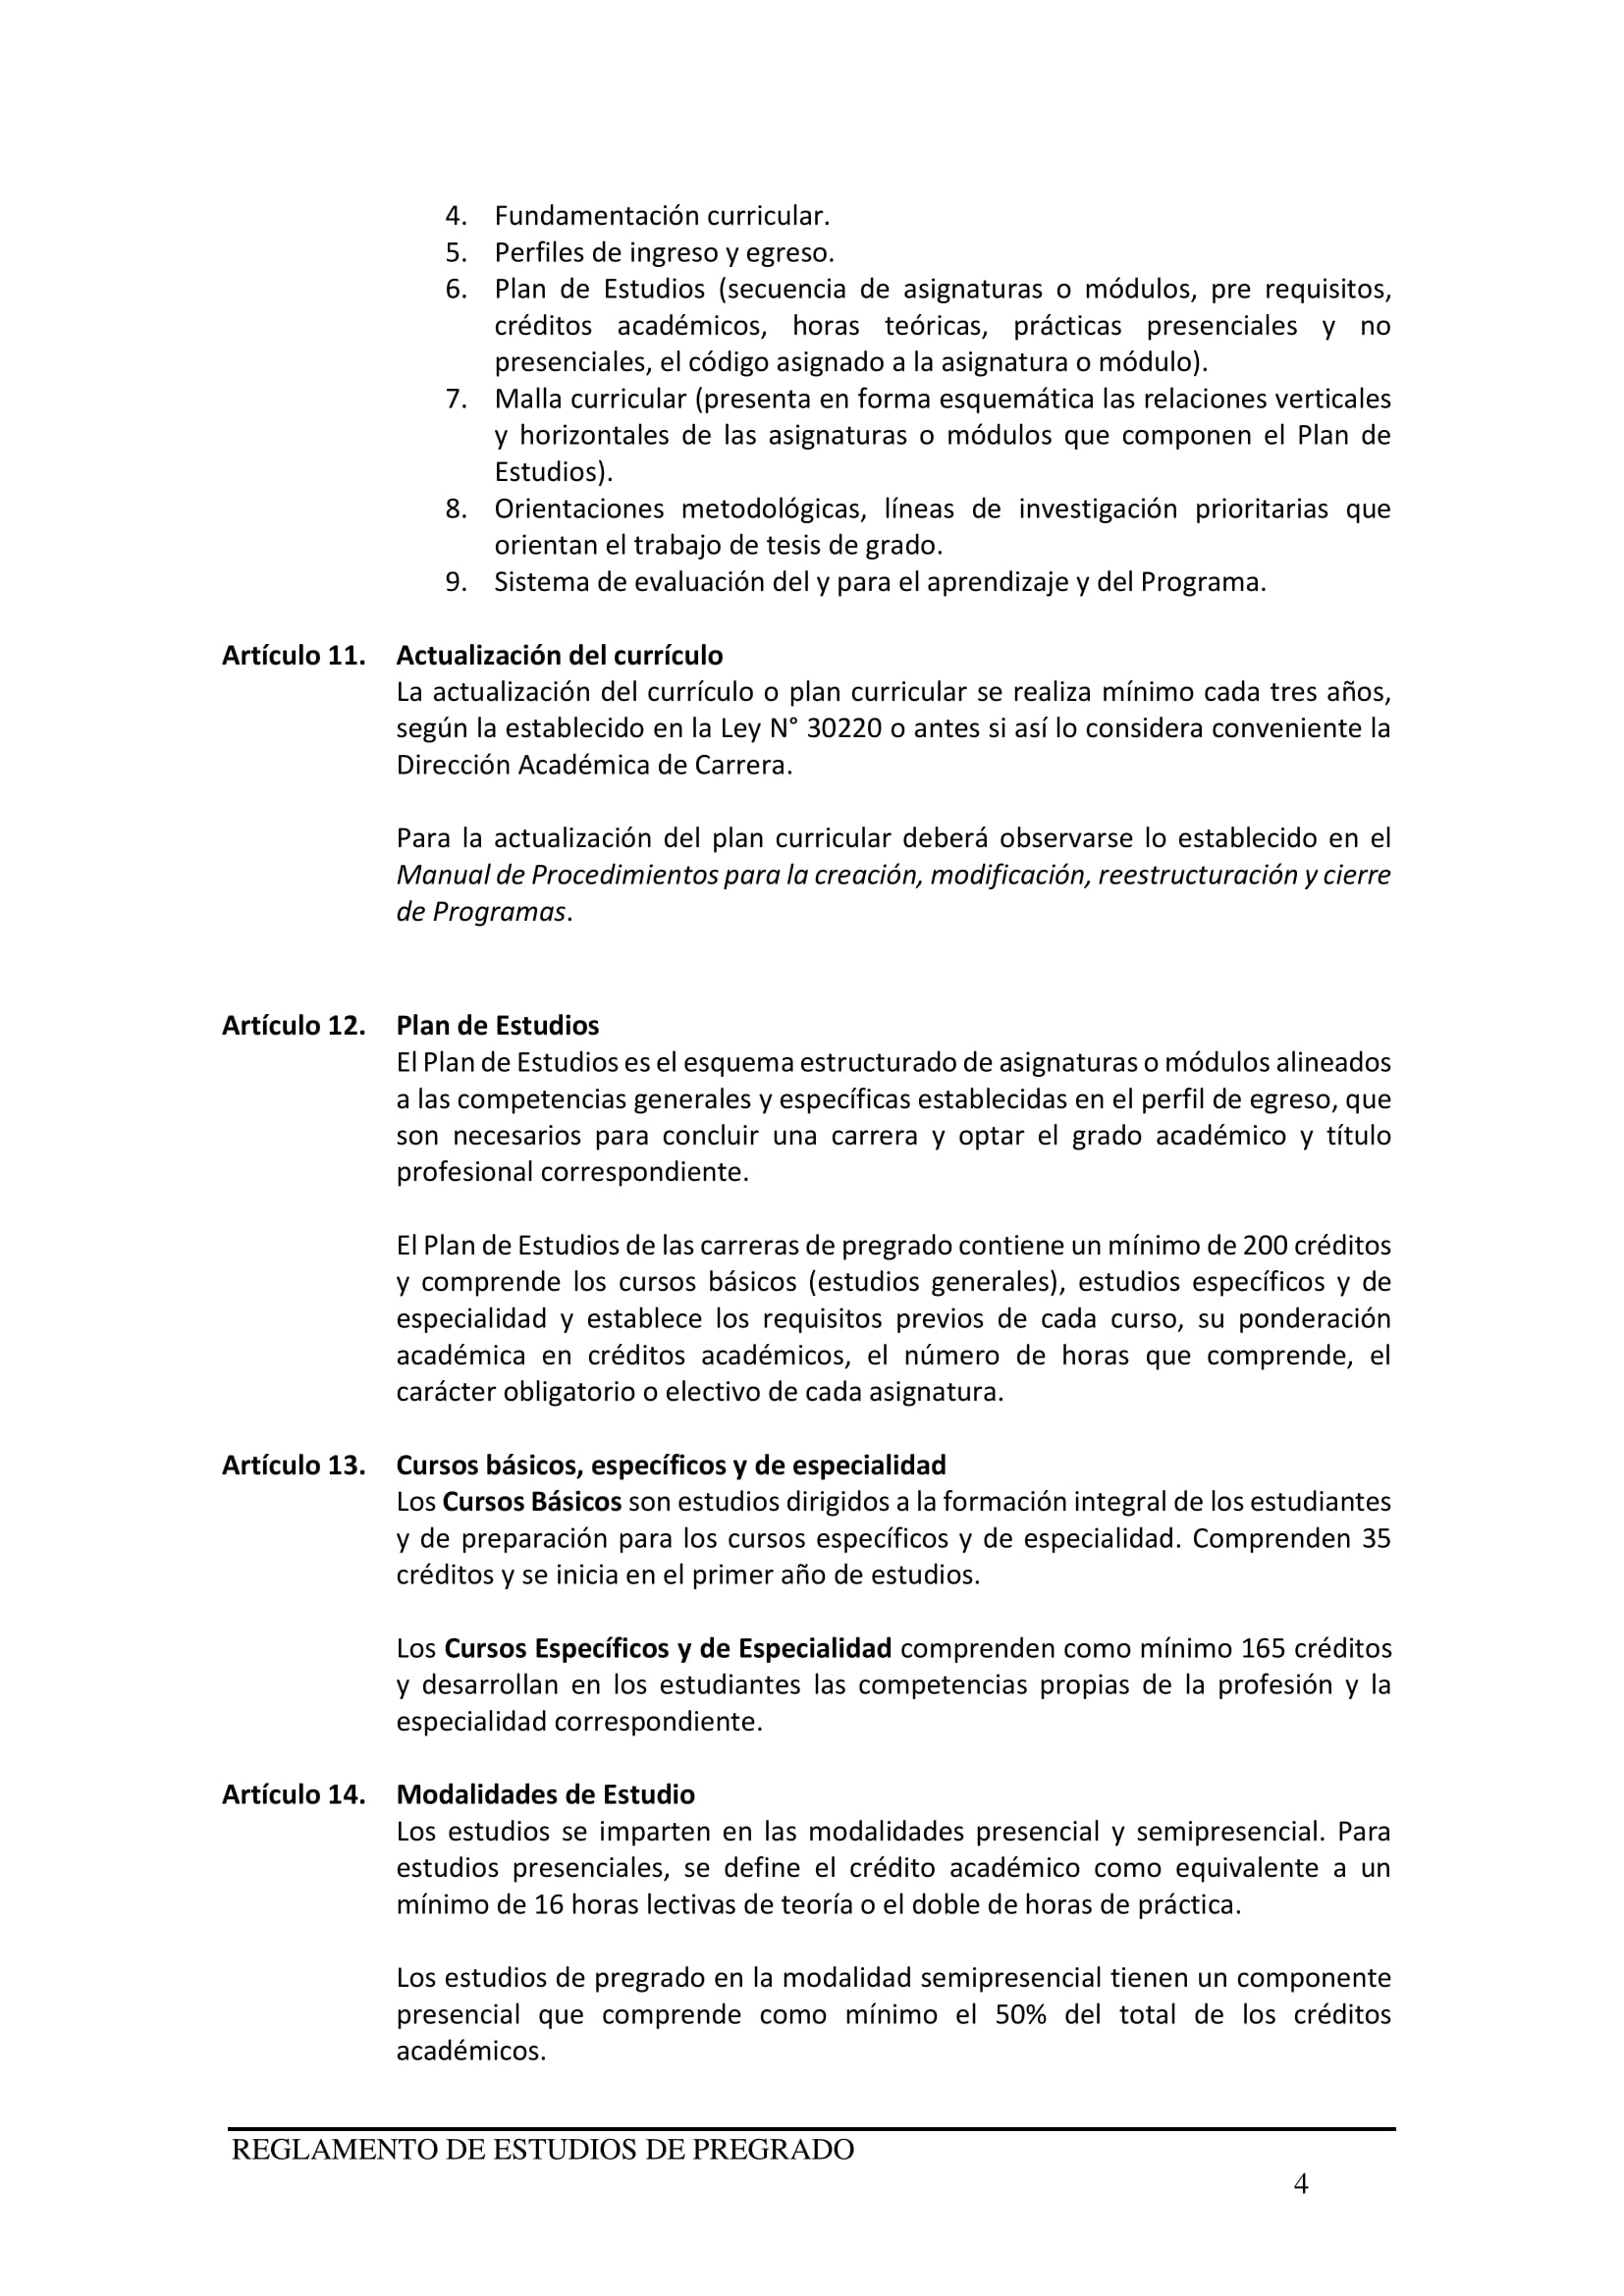 4. Fundamentación curricular.
5. Perfiles de ingreso y egreso.
6. Plan de Estudios (secuencia de asignaturas o módulos, pre requisitos,
créditos académicos, horas teóricas, prácticas presenciales y no
presenciales, el código asignado a la asignatura o módulo).
7. Malla curricular (presenta en forma esquemática las relaciones verticales
y horizontales de las asignaturas o módulos que componen el Plan de
Estudios).
8. Orientaciones metodológicas, líneas de investigación prioritarias que
orientan el trabajo de tesis de grado.
9. Sistema de evaluación del y para el aprendizaje y del Programa.
Artículo 11. Actualización del currículo
La actualización del currículo o plan curricular se realiza mínimo cada tres años,
según la establecido en la Ley N° 30220 o antes si así lo considera conveniente la
Dirección Académica de Carrera.
Para la actualización del plan curricular deberá observarse lo establecido en el
Manual de Procedimientos para la creación, modificación, reestructuración y cierre
de Programas.
Artículo 12. Plan de Estudios
El Plan de Estudios es el esquema estructurado de asignaturas o módulos alineados
a las competencias generales y específicas establecidas en el perfil de egreso, que
son necesarios para concluir una carrera y optar el grado académico y título
profesional correspondiente.
El Plan de Estudios de las carreras de pregrado contiene un mínimo de 200 créditos
y comprende los cursos básicos (estudios generales), estudios específicos y de
especialidad y establece los requisitos previos de cada curso, su ponderación
académica en créditos académicos, el número de horas que comprende, el
carácter obligatorio o electivo de cada asignatura.
Artículo 13. Cursos básicos, específicos y de especialidad
Los Cursos Básicos son estudios dirigidos a la formación integral de los estudiantes
y de preparación para los cursos específicos y de especialidad. Comprenden 35
créditos y se inicia en el primer año de estudios.
Los Cursos Específicos y de Especialidad comprenden como mínimo 165 créditos
y desarrollan en los estudiantes las competencias propias de la profesión y la
especialidad correspondiente.
Artículo 14. Modalidades de Estudio
Los estudios se imparten en las modalidades presencial y semipresencial. Para
estudios presenciales, se define el crédito académico como equivalente a un
mínimo de 16 horas lectivas de teoría o el doble de horas de práctica.
Los estudios de pregrado en la modalidad semipresencial tienen un componente
presencial que comprende como mínimo el 50% del total de los créditos
académicos.
REGLAMENTO DE ESTUDIOS DE PREGRADO
4